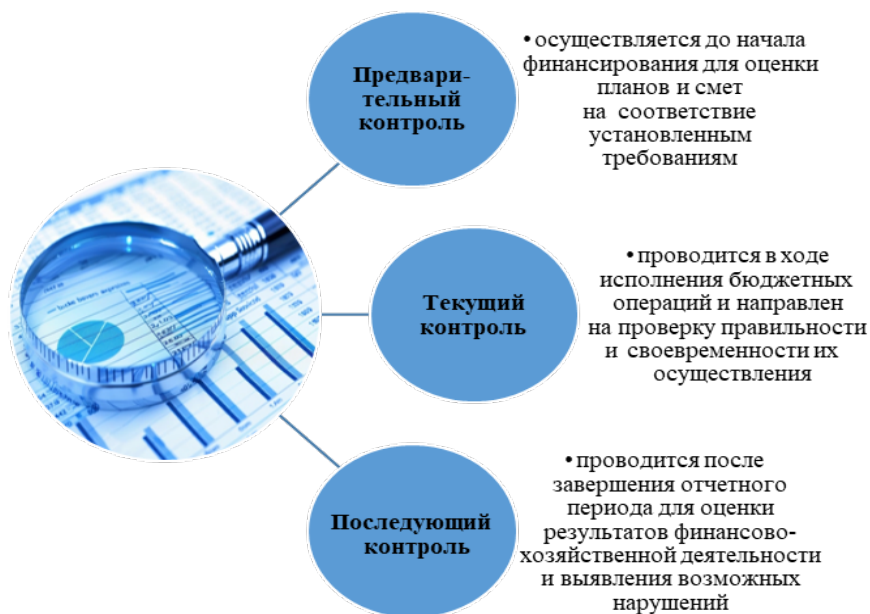 Предвари-
тельный
контроль
• осуществляется до начала
финансирования для оценки
планов и смет
на соответствие
установленным
требованиям
Текущий
контроль
• проводится в ходе
исполнения бюджетных
операций и направлен
на проверку правильности
и своевременности их
осуществления
Последующий
контроль
• проводится после
завершения отчетного
периода для оценки
результатов финансово-
хозяйственной деятельности
и выявления возможных
нарушений